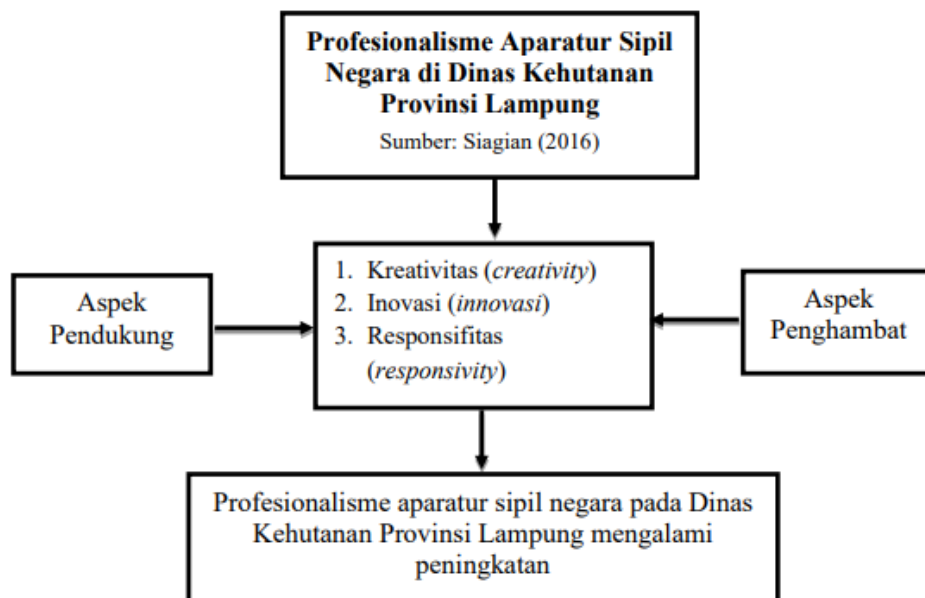 Profesionalisme Aparatur Sipil
Negara di Dinas Kehutanan
Provinsi Lampung
Sumber: Siagian (2016)
Aspek
Pendukung
1. Kreativitas (creativity)
2. Inovasi (innovasi)
3. Responsifitas
(responsivity)
Aspek
Penghambat
Profesionalisme aparatur sipil negara pada Dinas
Kehutanan Provinsi Lampung mengalami
peningkatan